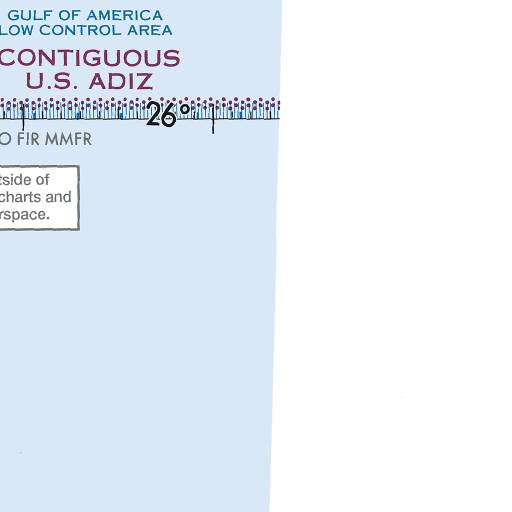 GULF OF AMERICA
LOW CONTROL AREA
CONTIGUOUS
U.S. ADIZ
26°
O FIR MMFR
tside of
charts and
rspace.